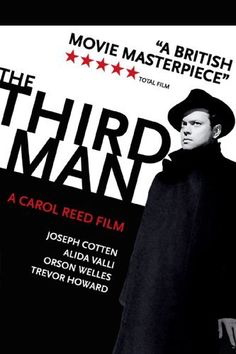 “A BRITISH
MOVIE MASTERPIECE”
TOTAL FILM
THE
THIRD
MAN
A CAROL REED FILM
JOSEPH COTTEN
ALIDA VALLI
ORSON WELLES
TREVOR HOWARD